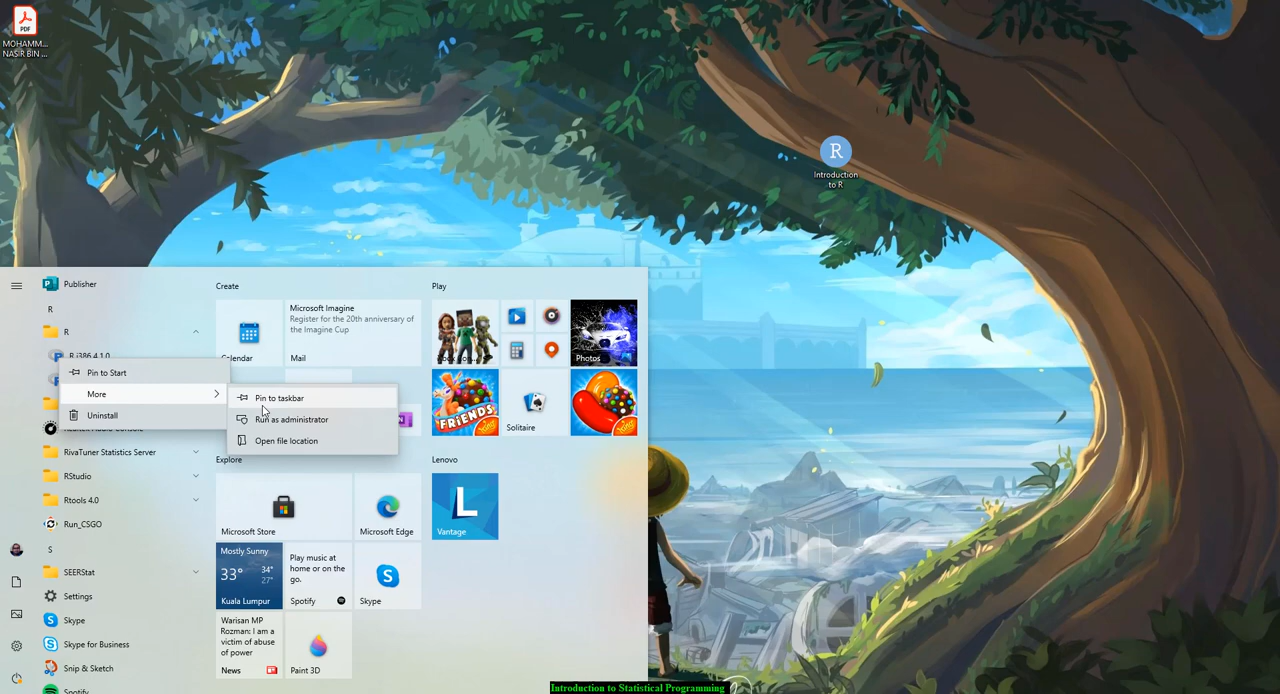 PDF
MOHAMM...
NASIR BIN ...
R
Introduction
to R
Publisher
R
R
R i386 4.1.0
Pin to Start
More
Uninstall
Pin to taskbar
Run as administrator
Open file location
RivaTuner Statistics Server
RStudio
Rtools 4.0
Run_CSGO
S
SEERStat
Settings
Skype
Skype for Business
Snip & Sketch
Spotify
Create
Calendar
Microsoft Imagine
Register for the 20th anniversary of
the Imagine Cup
Mail
Explore
Microsoft Store
Microsoft Edge
Mostly Sunny
33° 34°
27°
Kuala Lumpur
Play music at
home or on the
go.
Spotify
Skype
Warisan MP
Rozman: I am a
victim of abuse
of power
News
Paint 3D
Play
Photos
FRIENDS
King
Solitaire
King
Lenovo
L
Vantage
Introduction to Statistical Programming